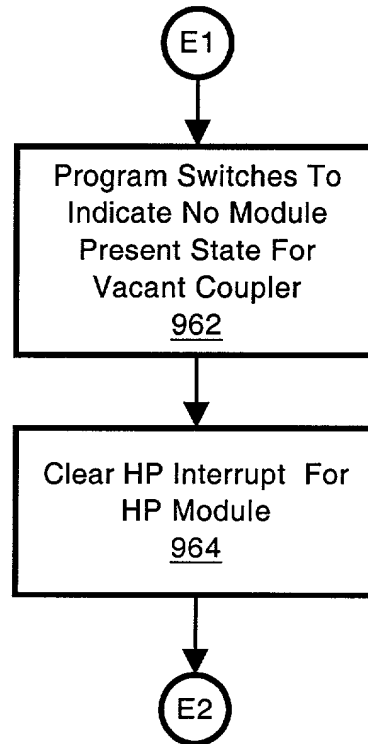 E1
Program Switches To
Indicate No Module
Present State For
Vacant Coupler
962
Clear HP Interrupt For
HP Module
964
E2